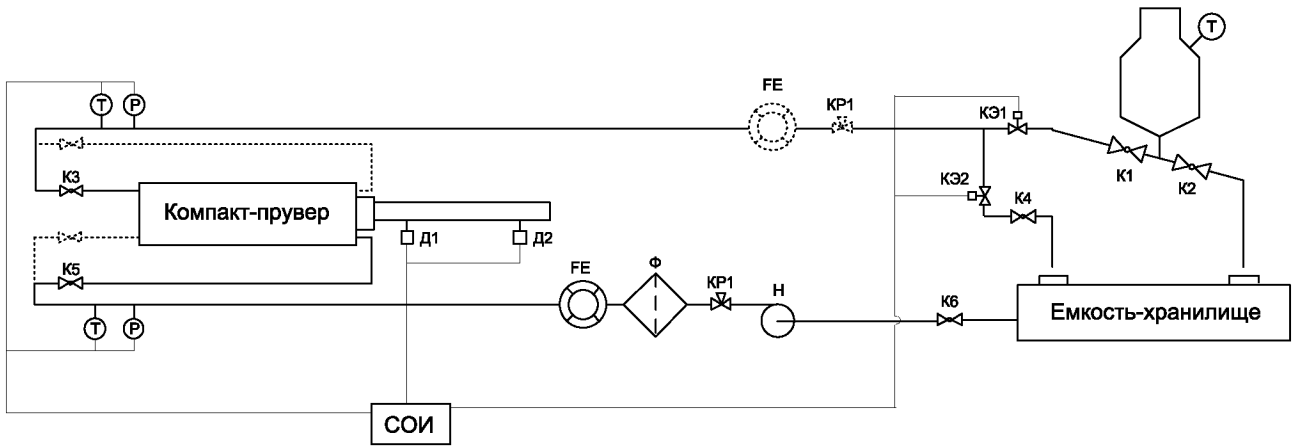 T
FE
КР1
КЭ1
T
P
К1
К2
К3
Компакт-прувер
КЭ2
К4
Д1
Д2
К5
FE
Ф
КР1
Н
К6
Емкость-хранилище
T
P
СОИ